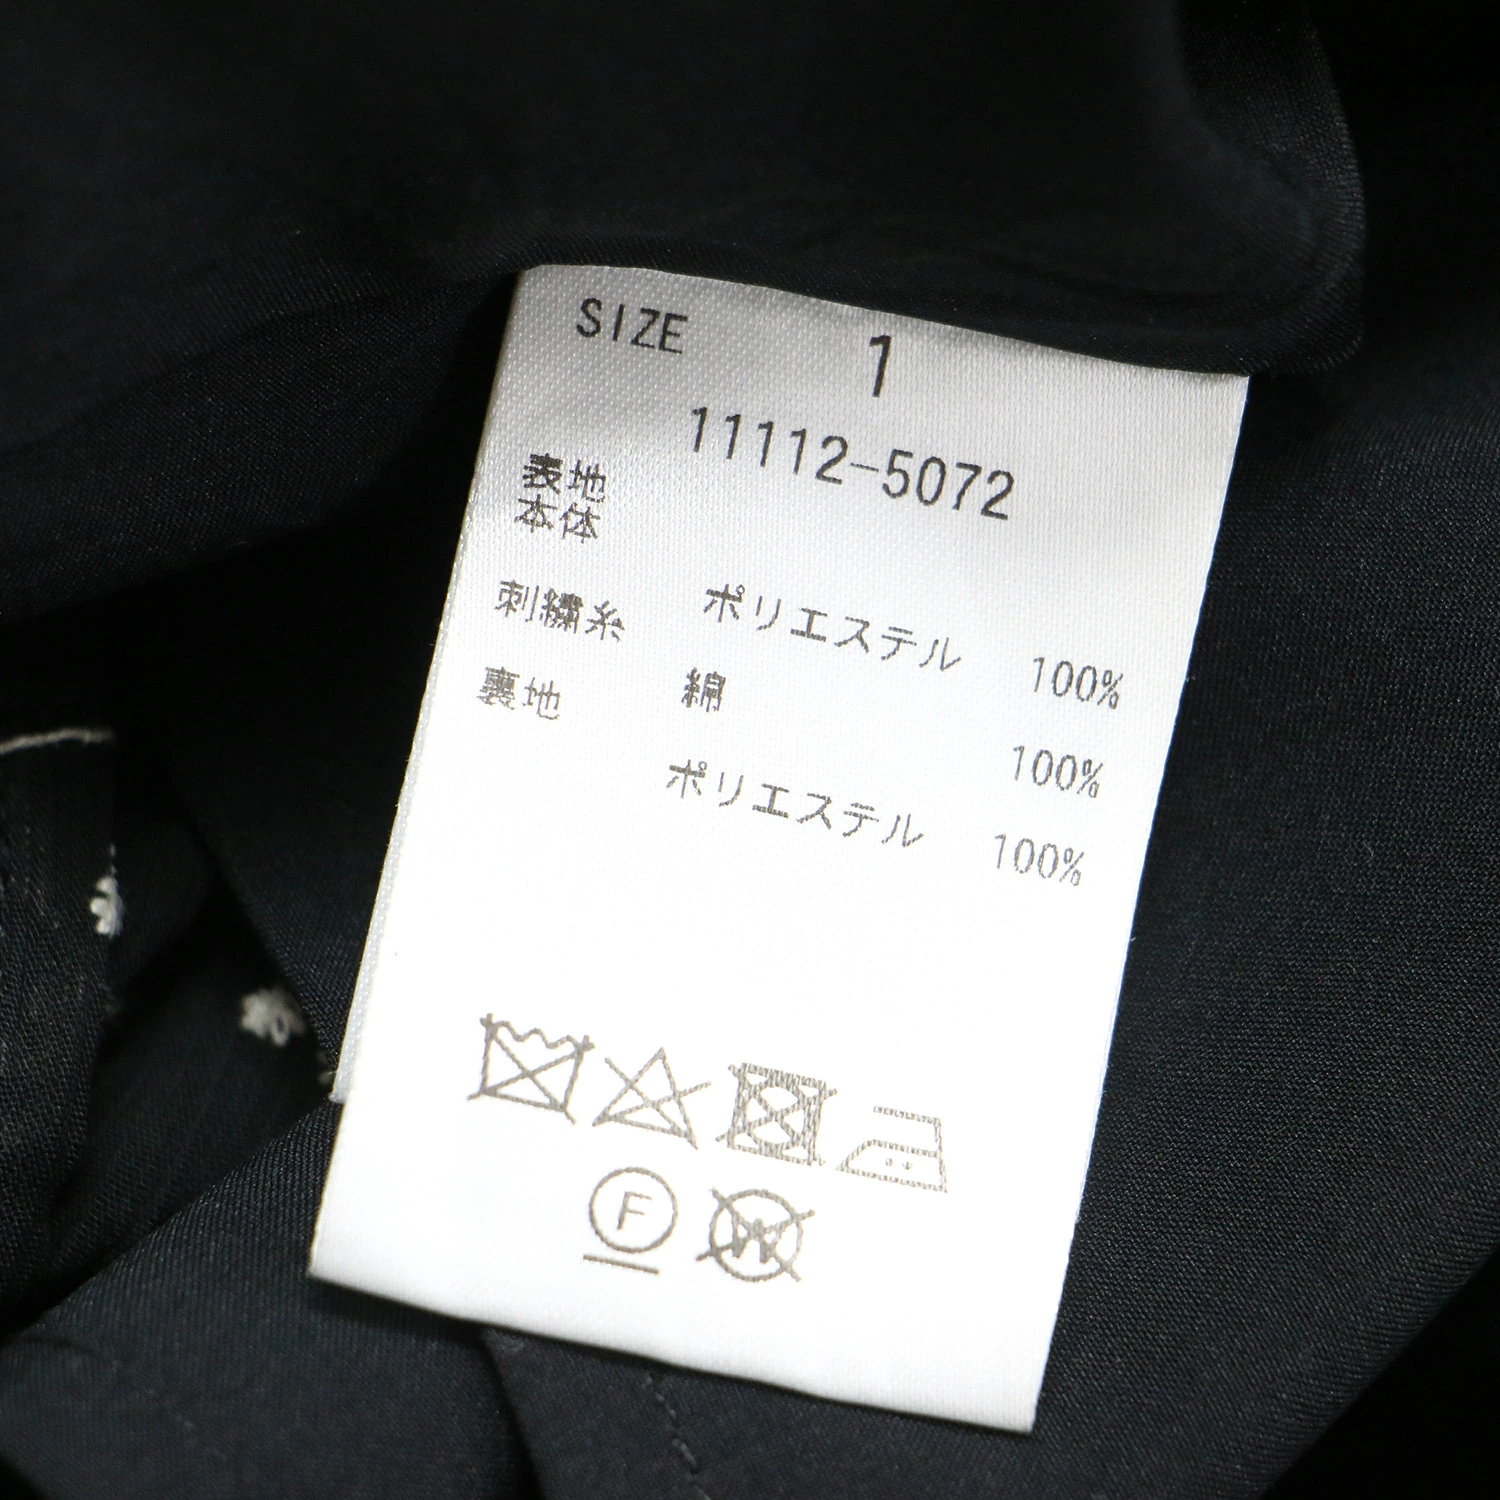 SIZE 1
11112-5072
表地
本体
ポリエステル 100%
刺繍糸
綿 100%
裏地
ポリエステル 100%
F W